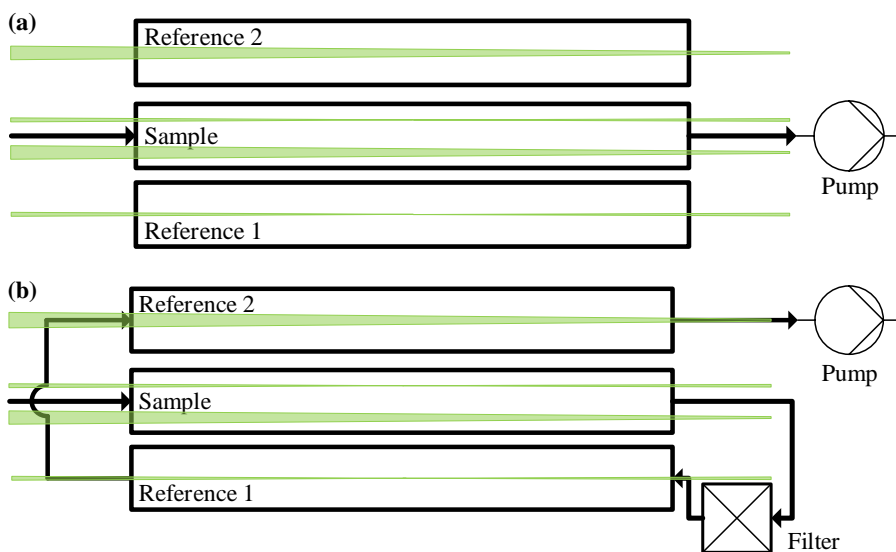 (a)
Reference 2
Sample
Pump
Reference 1
(b)
Reference 2
Pump
Sample
Reference 1
Filter